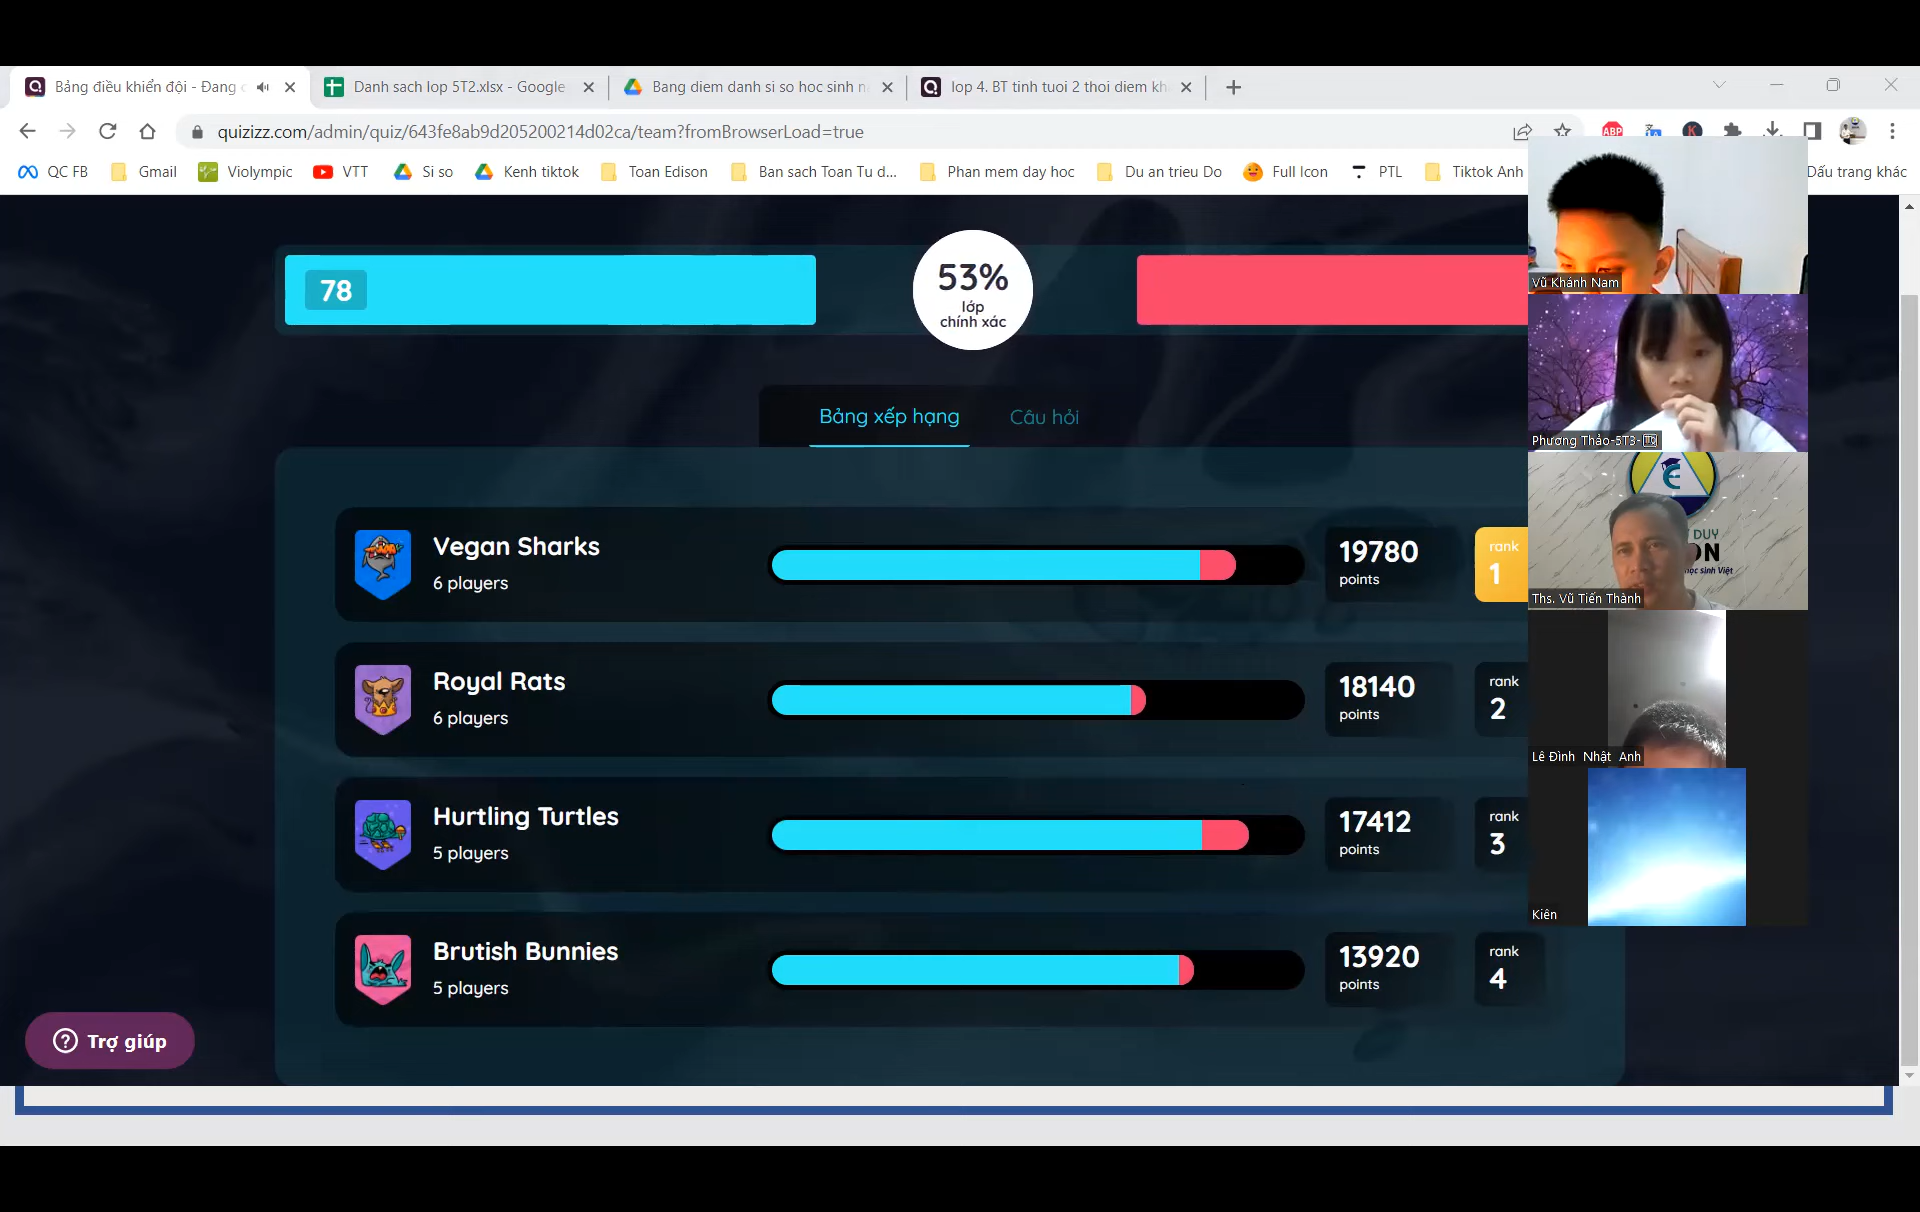 Bảng điều khiển đội - Đang
Danh sach lop 5T2.xlsx - Google
Bang diem danh si so hoc sinh
lop 4. BT tinh tuoi 2 thoi diem
quizizz.com/admin/quiz/643fe8ab9d205200214d02ca/team?fromBrowserLoad=true
ABP
K
QC FB
Gmail
Violympic
VTT
Si so
Kenh tiktok
Toan Edison
Ban sach Toan Tu d...
Phan mem day hoc
Du an trieu Do
Full Icon
PTL
Tiktok Anh
Dấu trang khác
78
53%
lớp
chính xác
Bảng xếp hạng
Câu hỏi
Vegan Sharks
6 players
19780
points
rank
1
Royal Rats
6 players
18140
points
rank
2
Hurtling Turtles
5 players
17412
points
rank
3
Brutish Bunnies
5 players
13920
points
rank
4
Trợ giúp
Vũ Khánh Nam
Phương Thảo-5T3-
DUY
ON
học sinh Việt
Ths. Vũ Tiến Thành
Lê Đình Nhật Anh
Kiên